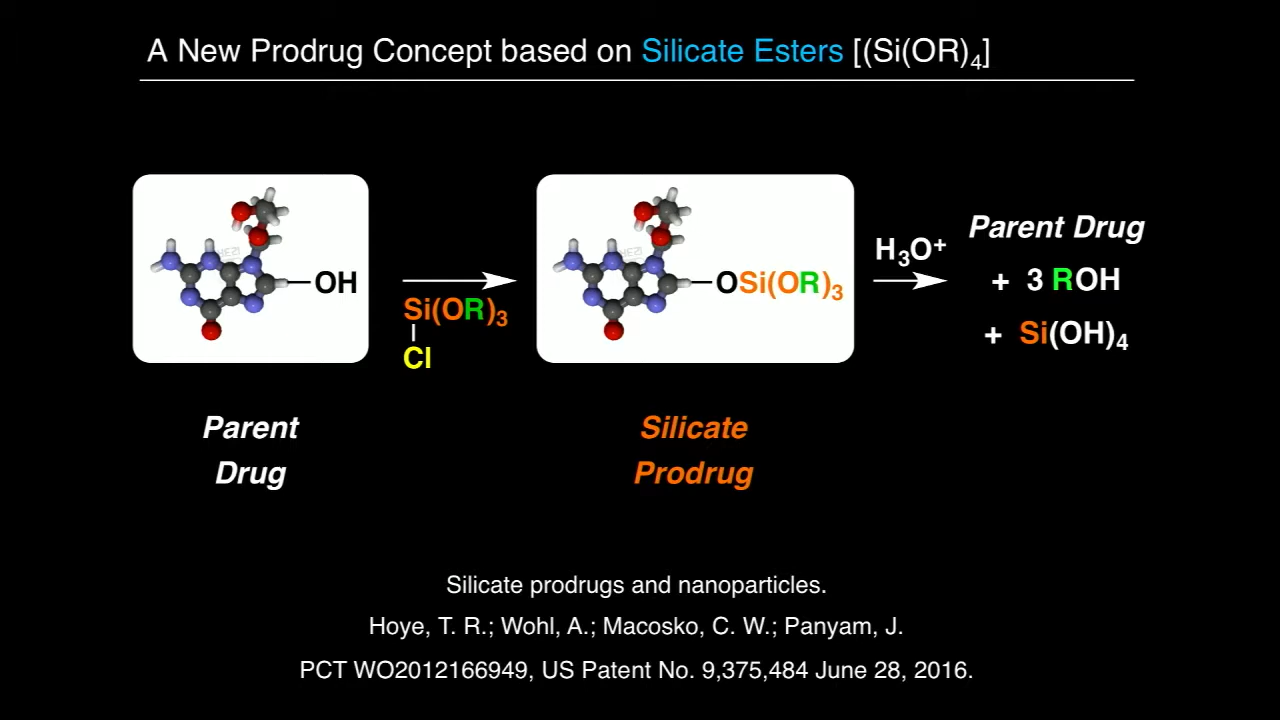 A New Prodrug Concept based on Silicate Esters [(Si(OR)₄]
OH
Si(OR)₃
Cl
OSi(OR)₃
H₃O⁺
Parent Drug
+ 3 ROH
+ Si(OH)₄
Parent
Drug
Silicate
Prodrug
Silicate prodrugs and nanoparticles.
Hoye, T. R.; Wohl, A.; Macosko, C. W.; Panyam, J.
PCT WO2012166949, US Patent No. 9,375,484 June 28, 2016.